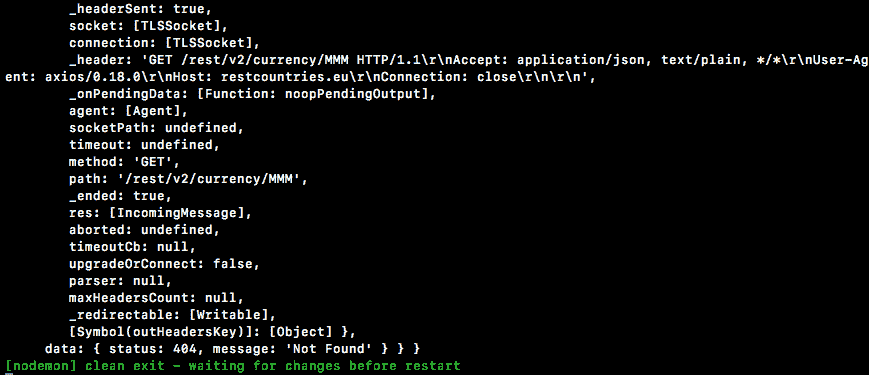 _headerSent: true,
socket: [TLSSocket],
connection: [TLSSocket],
_header: 'GET /rest/v2/currency/MMM HTTP/1.1\r\nAccept: application/json, text/plain, */*\r\nUser-Ag
ent: axios/0.18.0\r\nHost: restcountries.eu\r\nConnection: close\r\n\r\n',
_onPendingData: [Function: noopPendingOutput],
agent: [Agent],
socketPath: undefined,
timeout: undefined,
method: 'GET',
path: '/rest/v2/currency/MMM',
_ended: true,
res: [IncomingMessage],
aborted: undefined,
timeoutCb: null,
upgradeOrConnect: false,
parser: null,
maxHeadersCount: null,
_redirectable: [Writable],
[Symbol(outHeadersKey)]: [Object] },
data: { status: 404, message: 'Not Found' } } }
[nodemon] clean exit - waiting for changes before restart